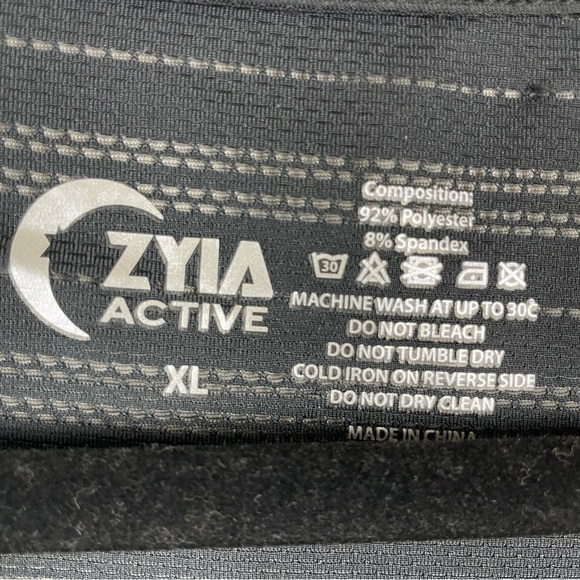 ZYIA
ACTIVE
XL
Composition:
92% Polyester
8% Spandex
30
MACHINE WASH AT UP TO 30C
DO NOT BLEACH
DO NOT TUMBLE DRY
COLD IRON ON REVERSE SIDE
DO NOT DRY CLEAN
MADE IN CHINA